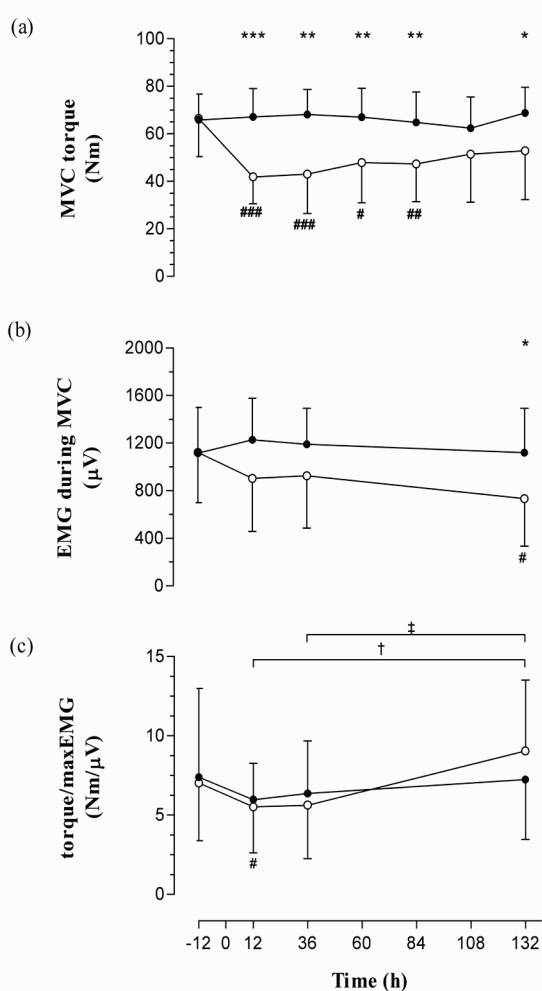 (a)
*** ** ** ** *
100
80
60
40
20
0
MVC torque
(Nm)
### ### # ##
(b)
*
2000
1600
1200
800
400
0
EMG during MVC
(µV)
#
(c)
‡
†
15
10
5
0
torque/maxEMG
(Nm/µV)
#
-12 0 12 36 60 84 108 132
Time (h)